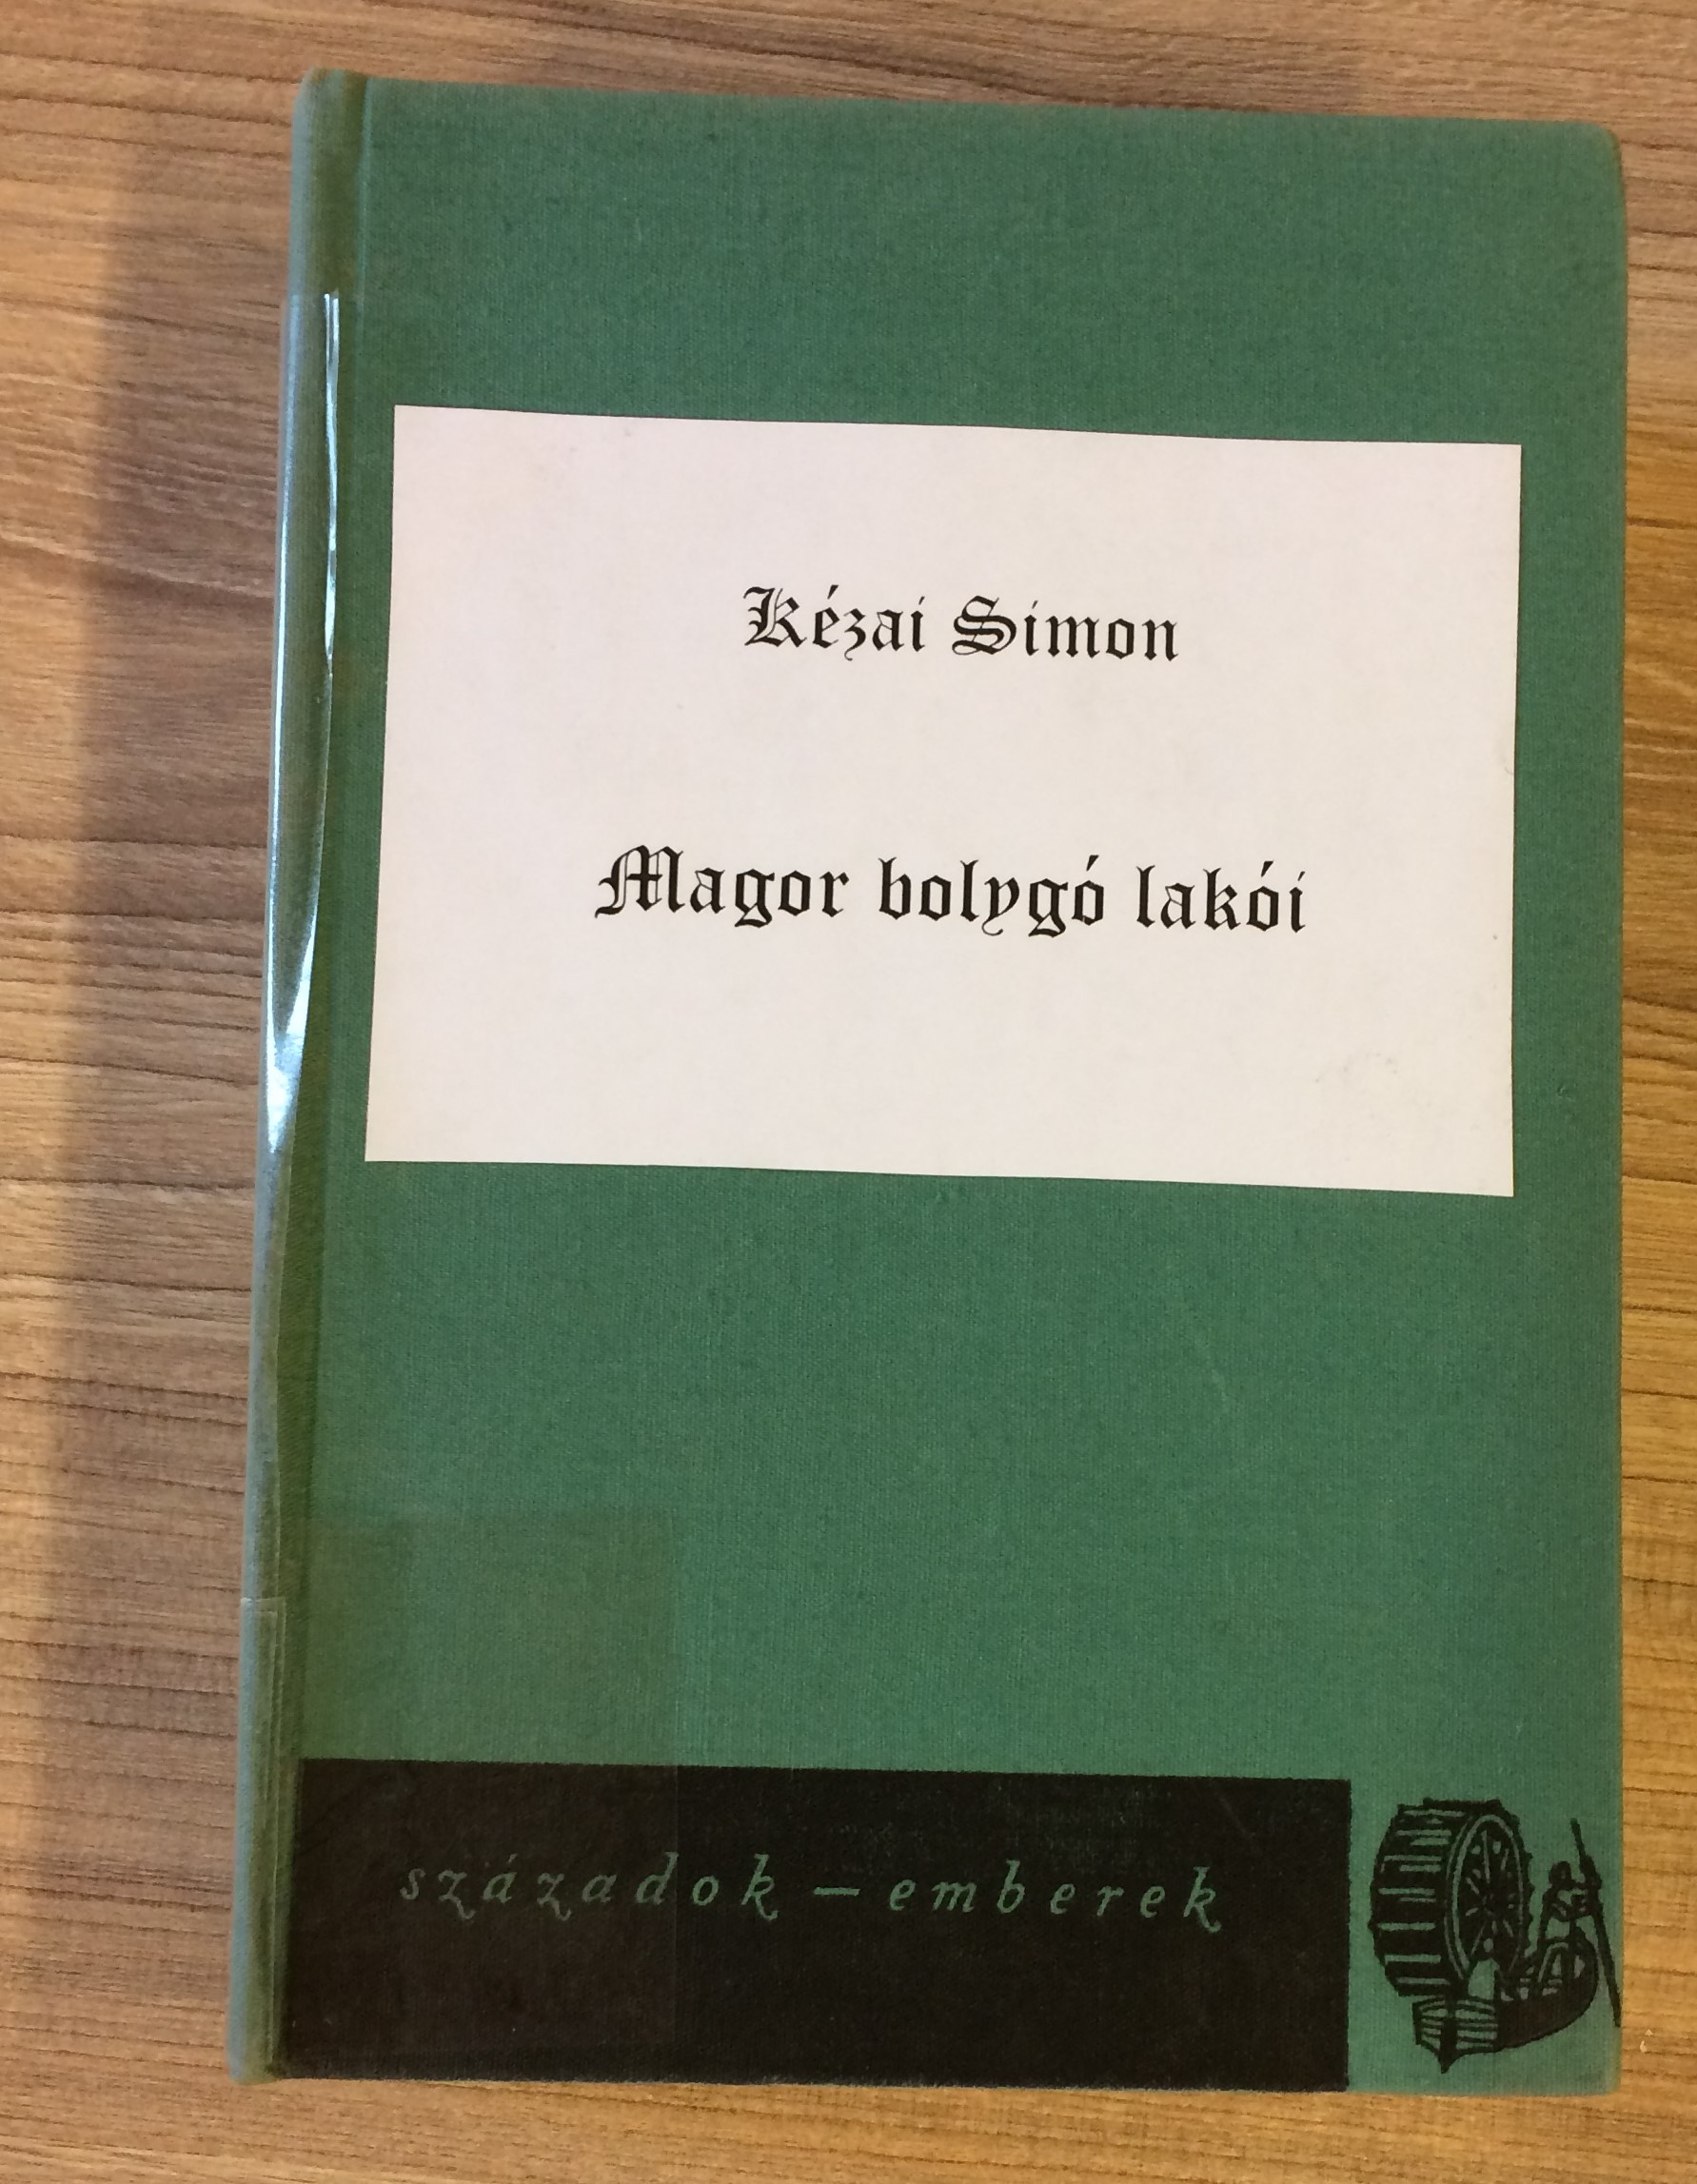 Kézai Simon
Magor bolygó lakói
századok – emberek